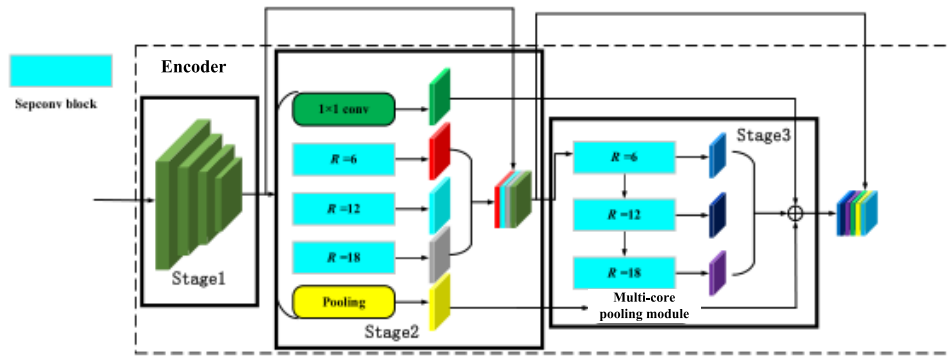 Encoder
Sepconv block
Stage1
1×1 conv
R =6
R =12
R =18
Pooling
Stage2
Stage3
R =6
R =12
R =18
Multi-core
pooling module